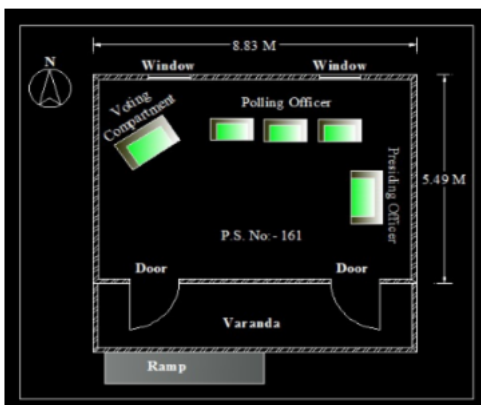 8.83 M
N
Window
Window
Voting
Compartment
Polling Officer
Presiding Officer
5.49 M
P.S. No:- 161
Door
Door
Varanda
Ramp